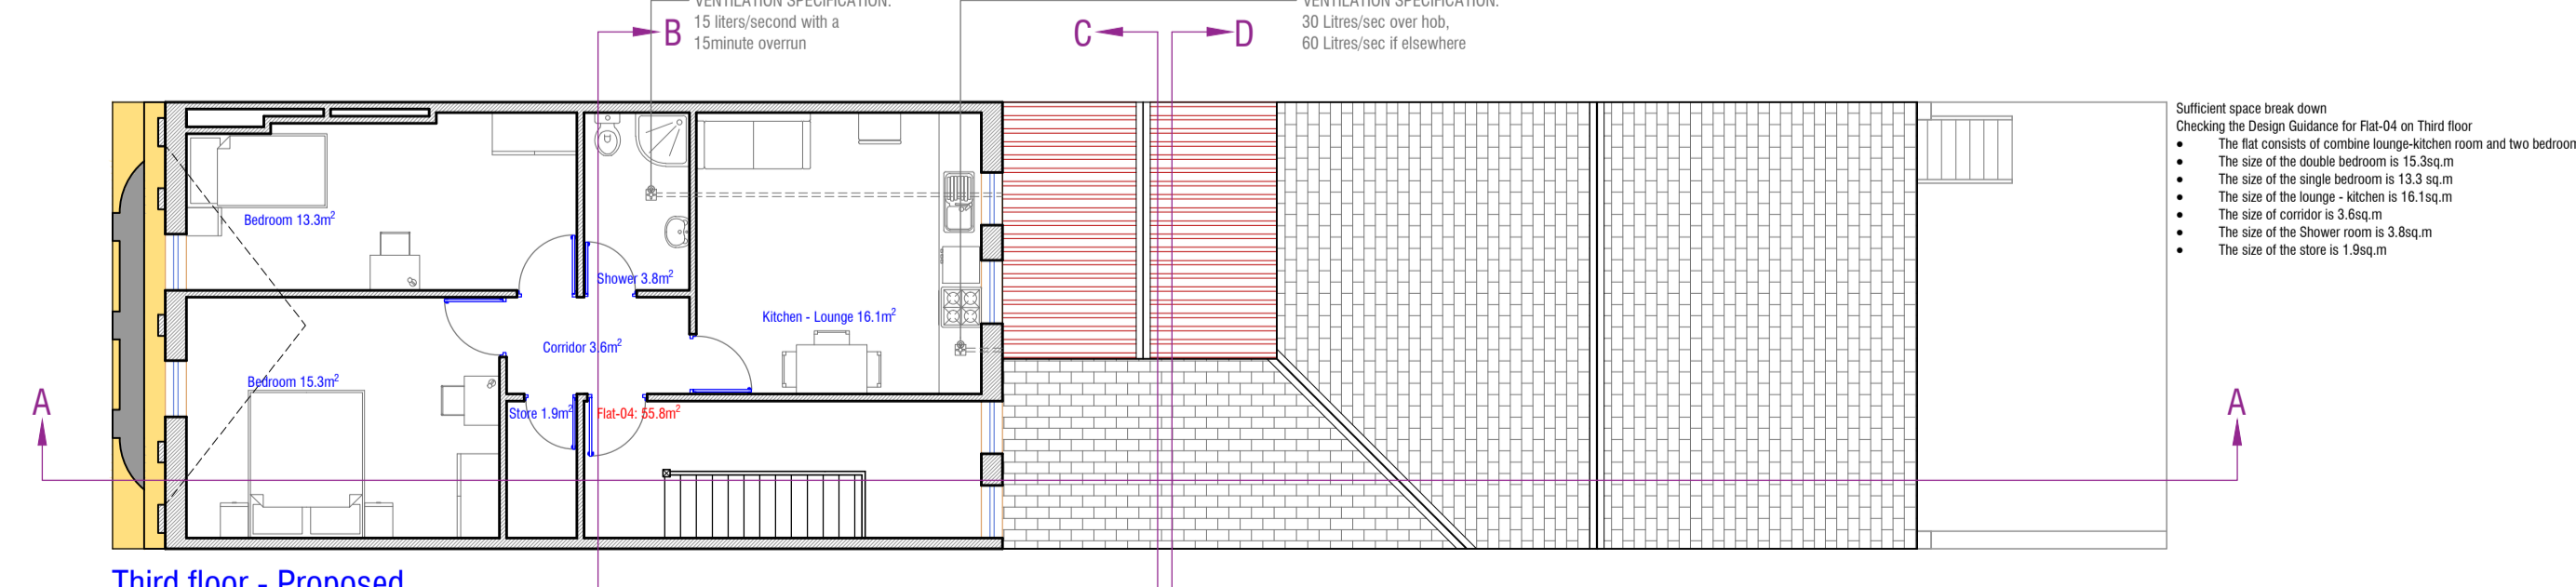 VENTILATION SPECIFICATION:
15 liters/second with a
15minute overrun
VENTILATION SPECIFICATION:
30 Litres/sec over hob,
60 Litres/sec if elsewhere
B
C
D
Sufficient space break down
Checking the Design Guidance for Flat-04 on Third floor
• The flat consists of combine lounge-kitchen room and two bedroom
• The size of the double bedroom is 15.3sq.m
• The size of the single bedroom is 13.3 sq.m
• The size of the lounge - kitchen is 16.1sq.m
• The size of corridor is 3.6sq.m
• The size of the Shower room is 3.8sq.m
• The size of the store is 1.9sq.m
Bedroom 13.3m²
Shower 3.8m²
Kitchen - Lounge 16.1m²
Corridor 3.6m²
Bedroom 15.3m²
Store 1.9m²
Flat-04: 55.8m²
A
A
Third floor - Proposed